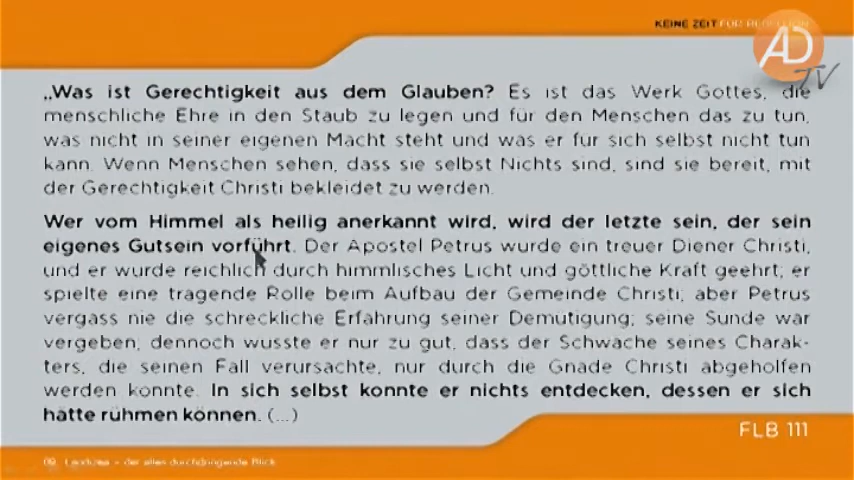 KEINE ZEIT FÜR
AD
TV
„Was ist Gerechtigkeit aus dem Glauben? Es ist das Werk Gottes, die
menschliche Ehre in den Staub zu legen und für den Menschen das zu tun,
was nicht in seiner eigenen Macht steht und was er für sich selbst nicht tun
kann. Wenn Menschen sehen, dass sie selbst Nichts sind, sind sie bereit, mit
der Gerechtigkeit Christi bekleidet zu werden.
Wer vom Himmel als heilig anerkannt wird, wird der letzte sein, der sein
eigenes Gutsein vorführt. Der Apostel Petrus wurde ein treuer Diener Christi,
und er wurde reichlich durch himmlisches Licht und göttliche Kraft geehrt; er
spielte eine tragende Rolle beim Aufbau der Gemeinde Christi; aber Petrus
vergass nie die schreckliche Erfahrung seiner Demütigung; seine Sünde war
vergeben, dennoch wusste er nur zu gut, dass der Schwäche seines Charak-
ters, die seinen Fall verursachte, nur durch die Gnade Christi abgeholfen
werden konnte. In sich selbst konnte er nichts entdecken, dessen er sich
hätte rühmen können. (...)
FLB 111
09 Laodizea – der alles durchdringende Blick